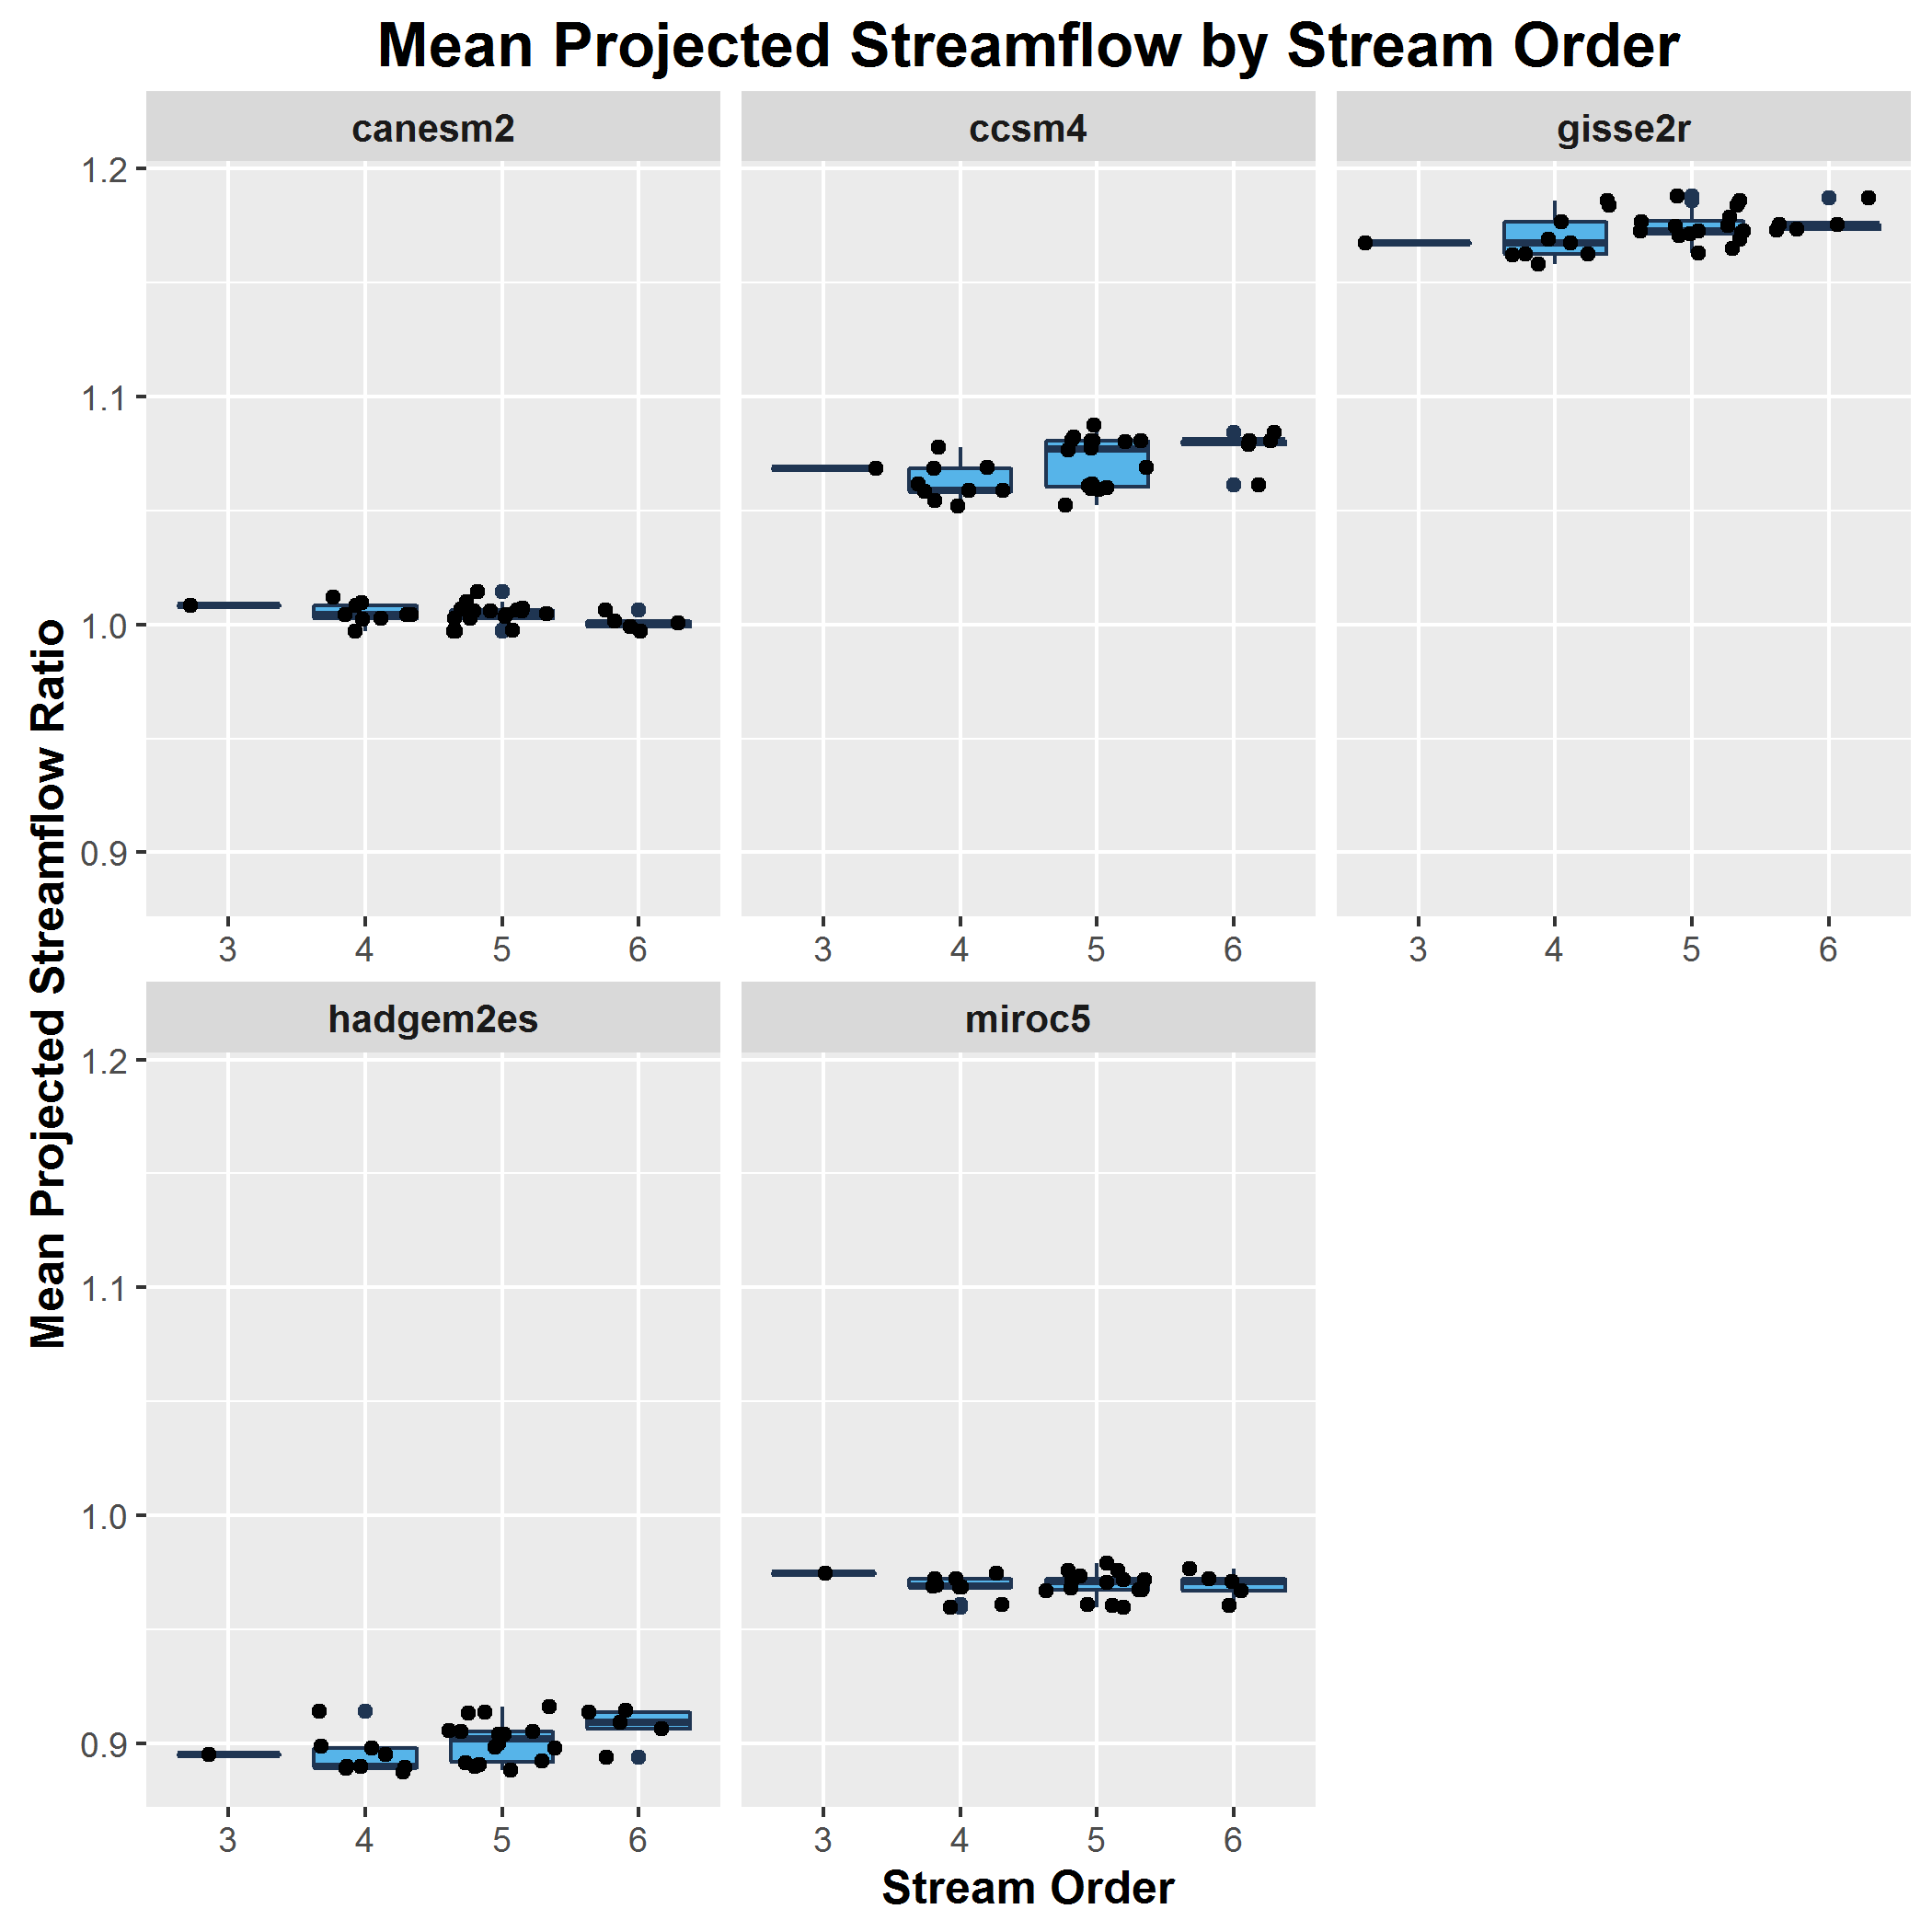 Mean Projected Streamflow by Stream Order
canesm2
ccsm4
gisse2r
1.2
1.1
1.0
0.9
3 4 5 6
3 4 5 6
3 4 5 6
Mean Projected Streamflow Ratio
hadgem2es
miroc5
1.2
1.1
1.0
0.9
3 4 5 6
3 4 5 6
Stream Order